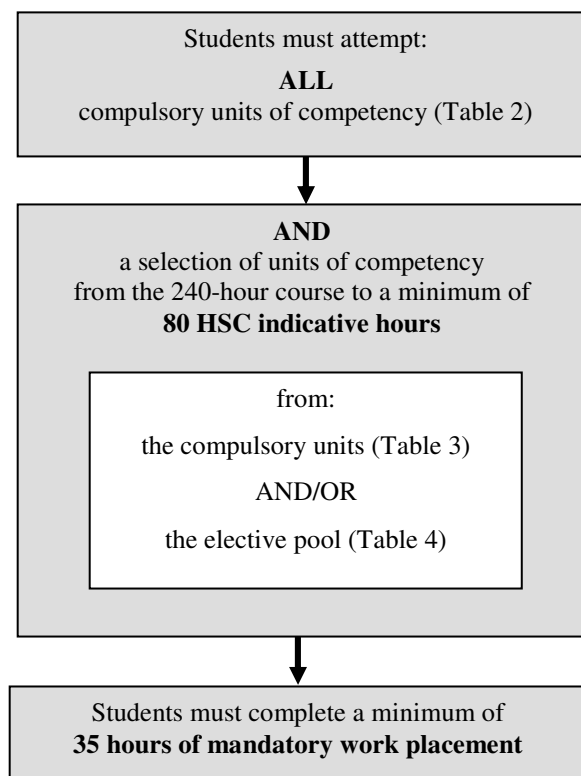 Students must attempt:
ALL
compulsory units of competency (Table 2)
AND
a selection of units of competency
from the 240-hour course to a minimum of
80 HSC indicative hours
from:
the compulsory units (Table 3)
AND/OR
the elective pool (Table 4)
Students must complete a minimum of
35 hours of mandatory work placement